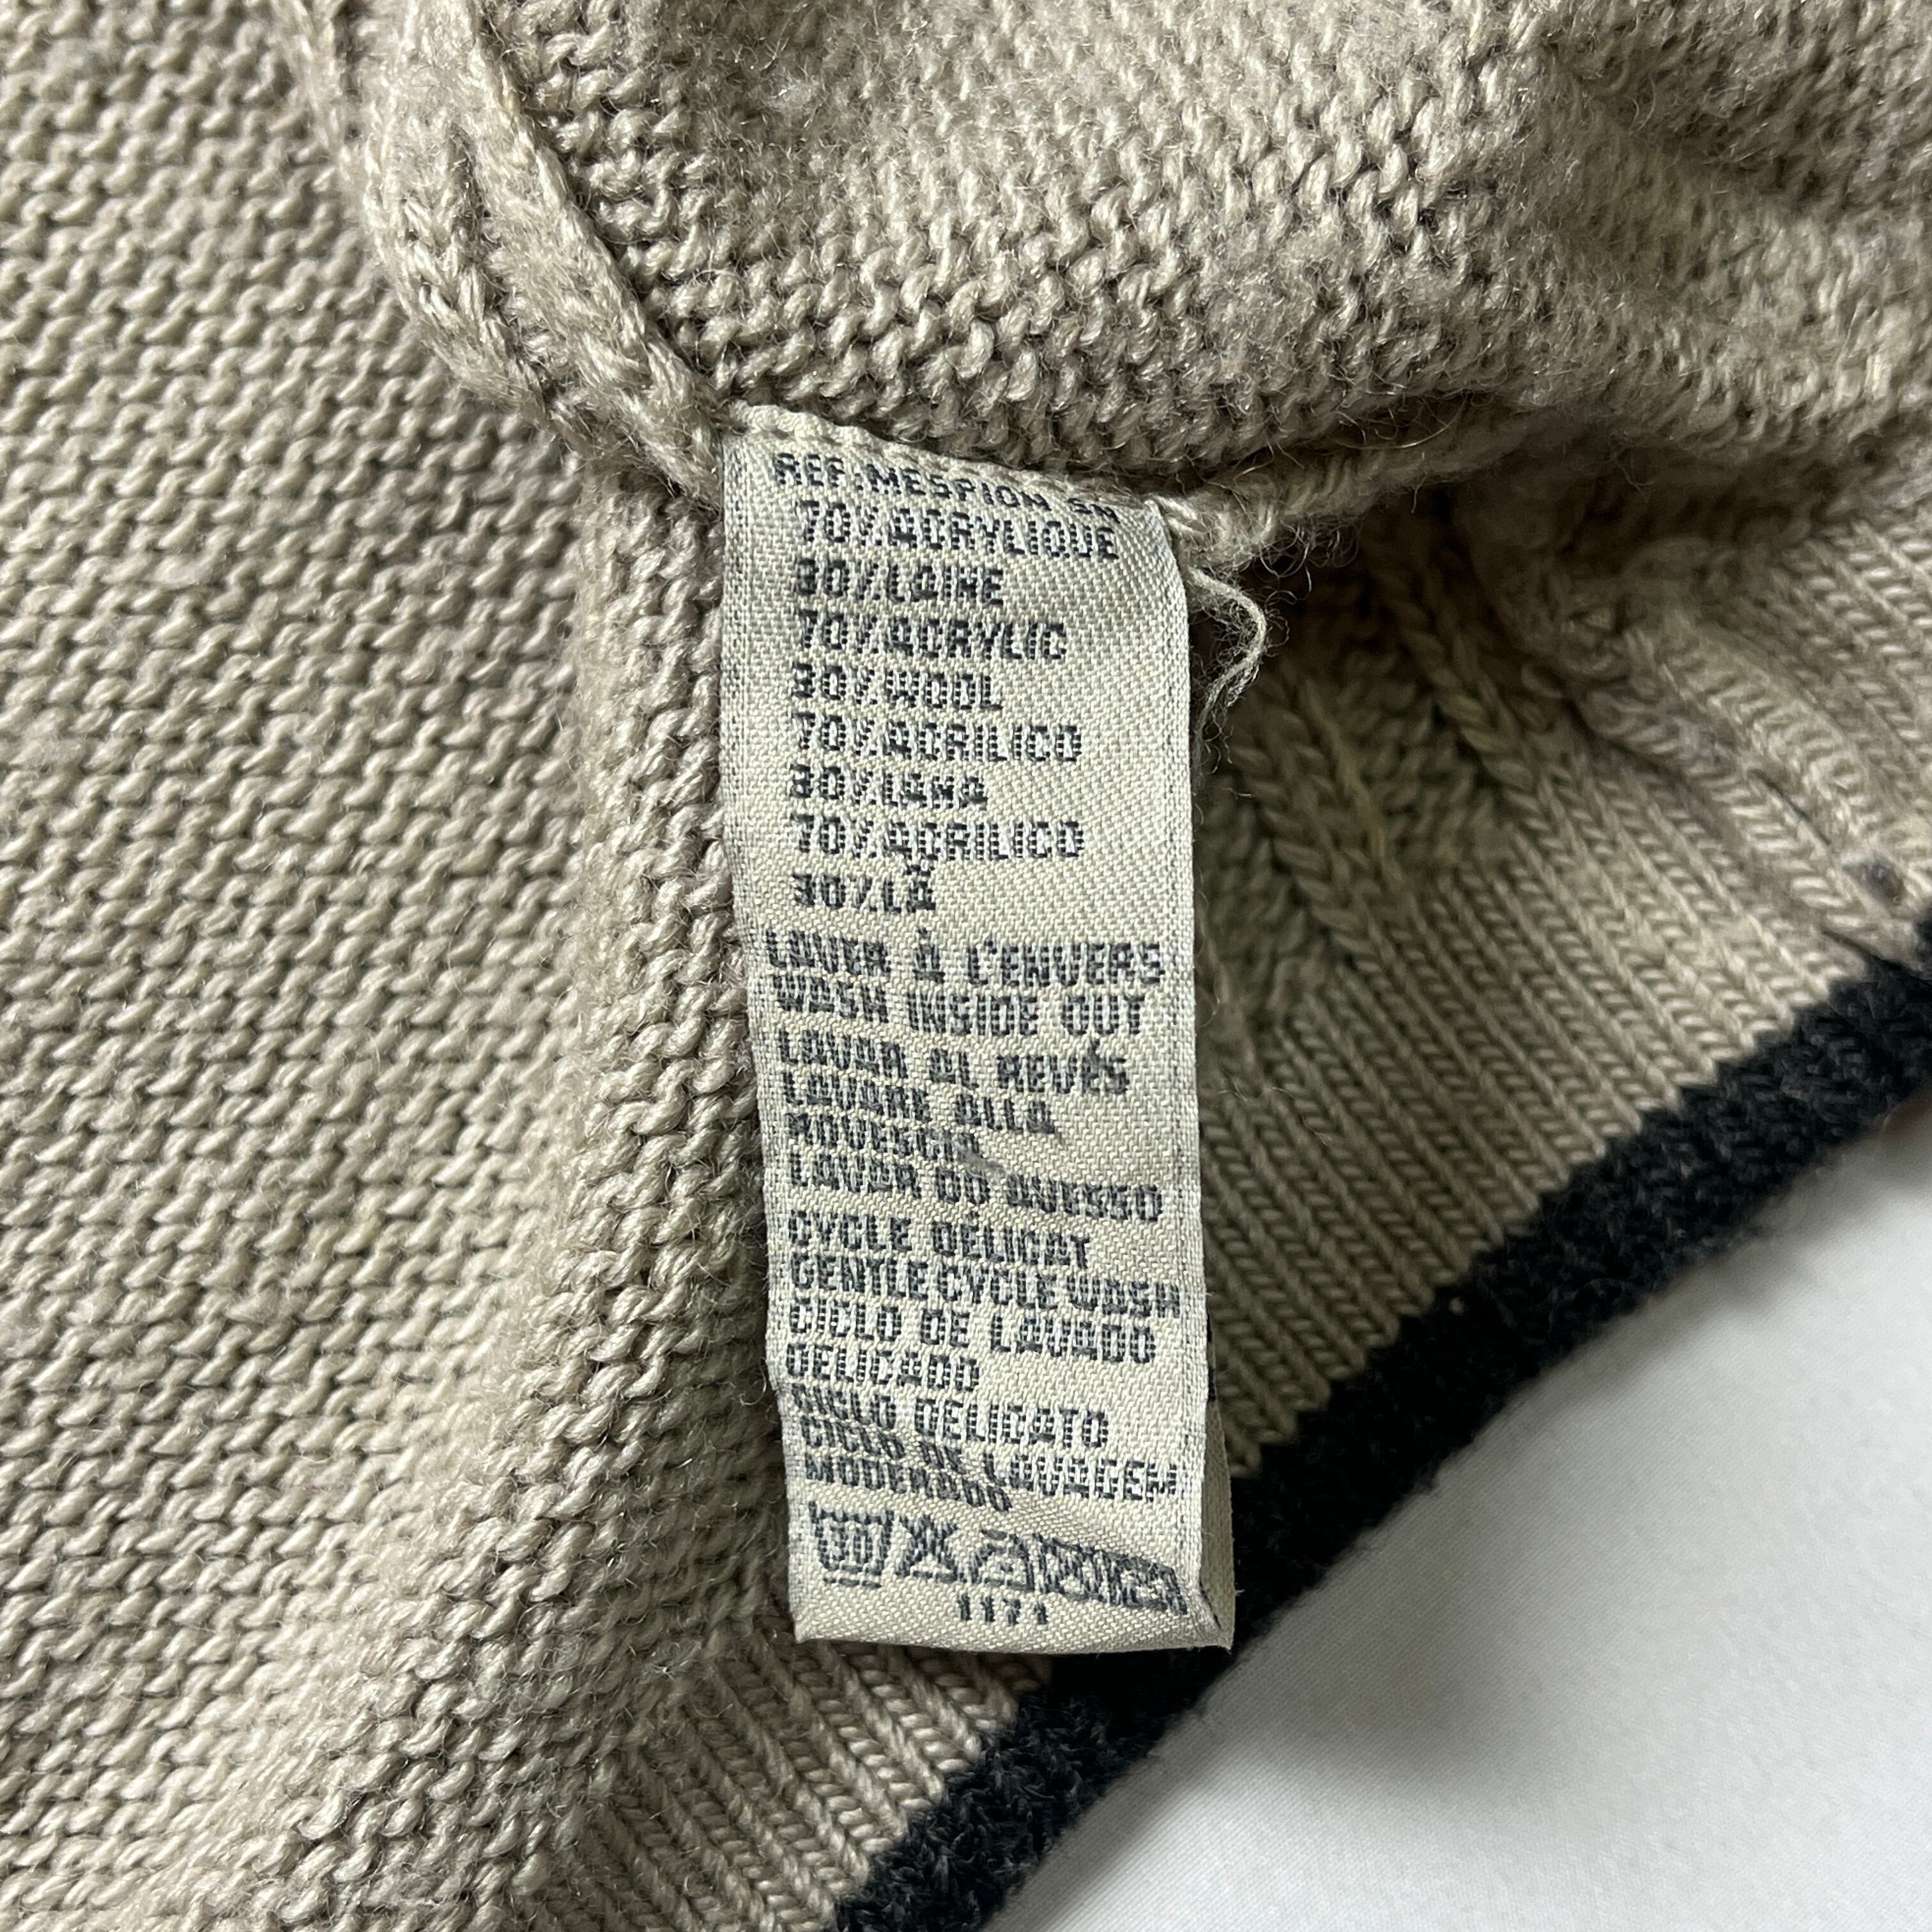 REF:MESPION SH
70% ACRYLIQUE
30% LAINE
70% ACRYLIC
30% WOOL
70% ACRILICO
30% LANA
70% ACRILICO
30% LÃ
LAVER À L'ENVERS
WASH INSIDE OUT
LAVAR AL REVÉS
LAVARE ALLA
ROVESCIA
LAVAR DO AVESSO
CYCLE DÉLICAT
GENTLE CYCLE WASH
CICLO DE LAVADO
DELICADO
CICLO DELICATO
CICLO DE LAVAGEM
MODERADO
30
1171